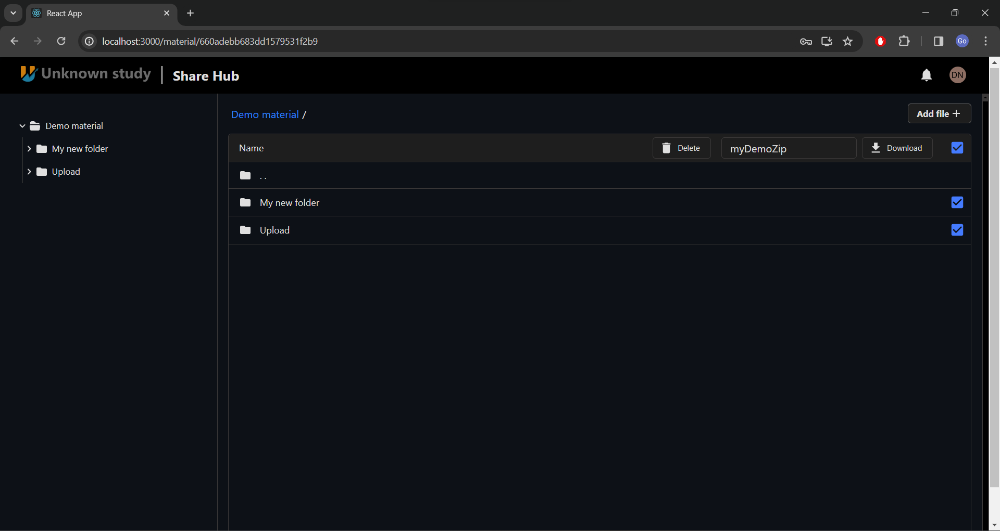 React App
localhost:3000/material/660adebb683dd1579531f2b9
Go
Unknown study
Share Hub
DN
Demo material
My new folder
Upload
Demo material /
Add file +
Name
Delete
myDemoZip
Download
..
My new folder
Upload